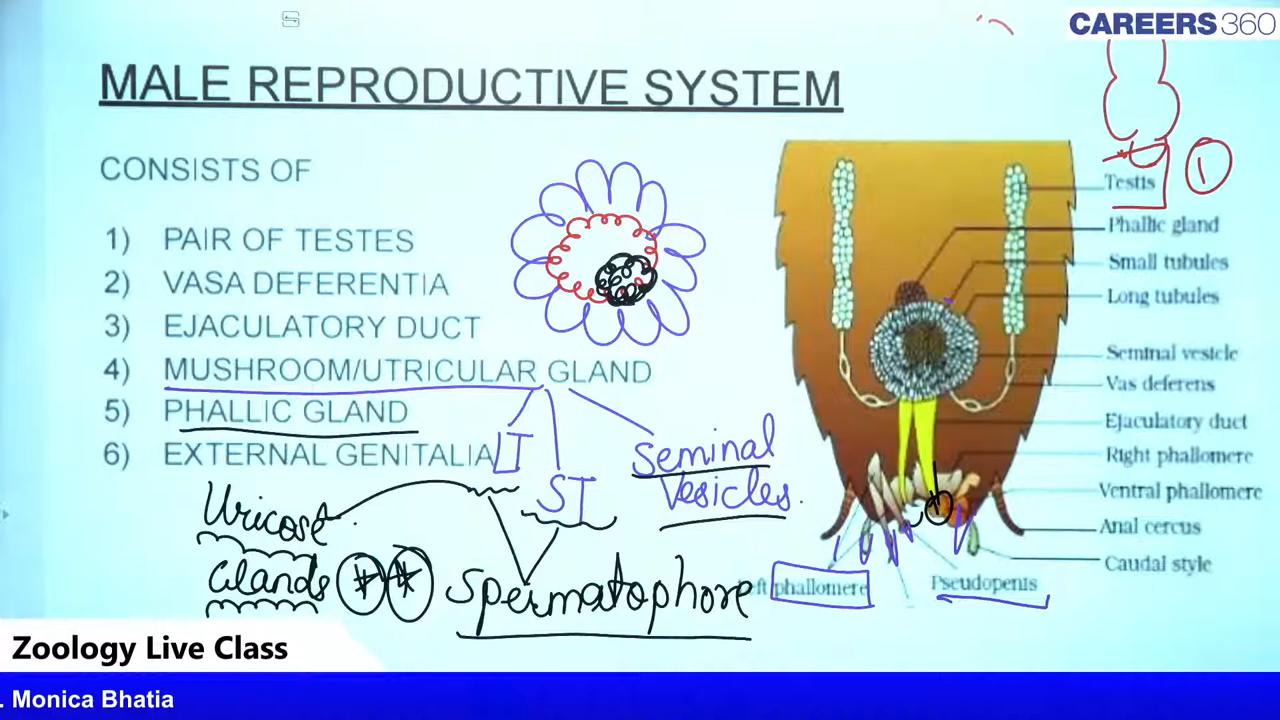 CAREERS360
MALE REPRODUCTIVE SYSTEM
CONSISTS OF
1) PAIR OF TESTES
2) VASA DEFERENTIA
3) EJACULATORY DUCT
4) MUSHROOM/UTRICULAR GLAND
5) PHALLIC GLAND
6) EXTERNAL GENITALIA
LT
ST
Seminal
Vesicles.
Uricose
Glands
Spermatophore
1
Testis
Phallic gland
Small tubules
Long tubules
Seminal vesicle
Vas deferens
Ejaculatory duct
Right phallomere
Ventral phallomere
Anal cercus
Caudal style
phallomere
Pseudopenis
Zoology Live Class
. Monica Bhatia